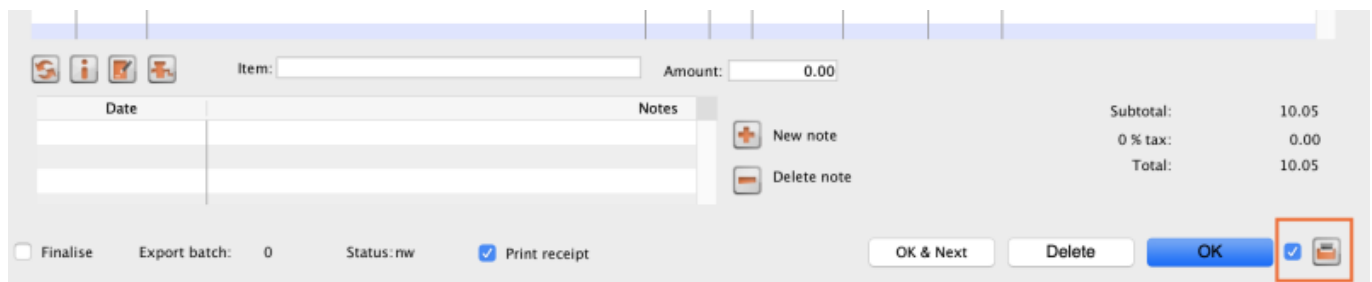 Item:
Amount: 0.00
Date Notes
Subtotal: 10.05
New note
0 % tax: 0.00
Total: 10.05
Delete note
Finalise Export batch: 0 Status: nw Print receipt OK & Next Delete OK